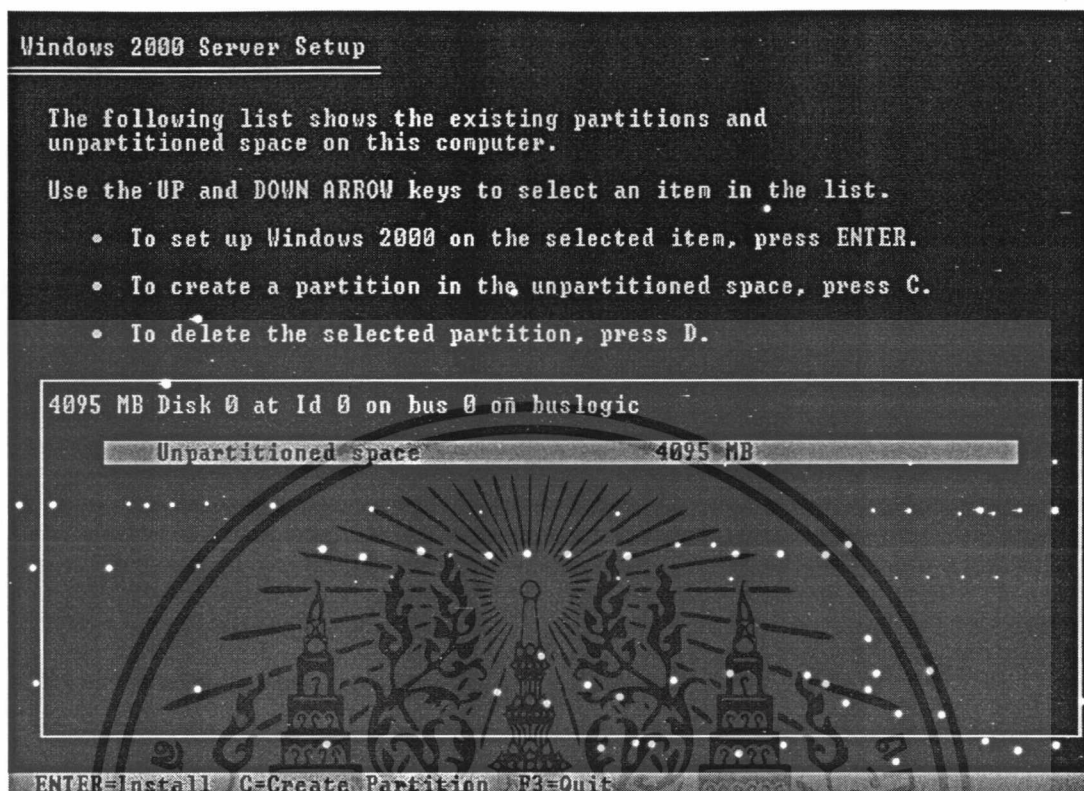 Windows 2000 Server Setup
The following list shows the existing partitions and
unpartitioned space on this computer.
Use the UP and DOWN ARROW keys to select an item in the list.
• To set up Windows 2000 on the selected item, press ENTER.
• To create a partition in the unpartitioned space, press C.
• To delete the selected partition, press D.
4095 MB Disk 0 at Id 0 on bus 0 on buslogic
Unpartitioned space 4095 MB
ENTER=Install C=Create Partition F3=Quit